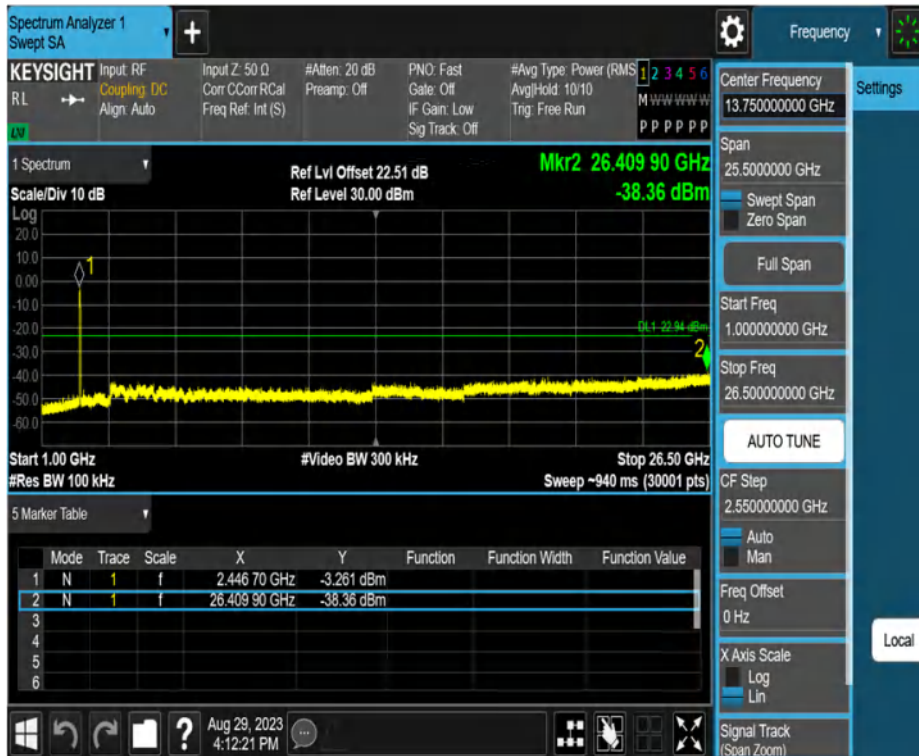 Spectrum Analyzer 1
Swept SA
+
Frequency
KEYSIGHT
RL
Input: RF
Coupling: DC
Align: Auto
Input Z: 50 Ω
Corr CCorr RCal
Freq Ref: Int (S)
#Atten: 20 dB
Preamp: Off
PNO: Fast
Gate: Off
IF Gain: Low
Sig Track: Off
#Avg Type: Power (RMS
Avg|Hold: 10/10
Trig: Free Run
1 2 3 4 5 6
M W W W W W
P P P P P P
LNI
1 Spectrum
Scale/Div 10 dB
Ref Lvl Offset 22.51 dB
Ref Level 30.00 dBm
Mkr2 26.409 90 GHz
-38.36 dBm
Log
20.0
10.0
0.00
-10.0
-20.0
-30.0
-40.0
-50.0
-60.0
1
DL1 -22.94 dBm
2
Start 1.00 GHz
#Res BW 100 kHz
#Video BW 300 kHz
Stop 26.50 GHz
Sweep ~940 ms (30001 pts)
5 Marker Table
Mode Trace Scale X Y Function Function Width Function Value
1 N 1 f 2.446 70 GHz -3.261 dBm
2 N 1 f 26.409 90 GHz -38.36 dBm
3
4
5
6
Aug 29, 2023
4:12:21 PM
?
Center Frequency
13.750000000 GHz
Settings
Span
25.5000000 GHz
Swept Span
Zero Span
Full Span
Start Freq
1.000000000 GHz
Stop Freq
26.500000000 GHz
AUTO TUNE
CF Step
2.550000000 GHz
Auto
Man
Freq Offset
0 Hz
Local
X Axis Scale
Log
Lin
Signal Track
(Span Zoom)